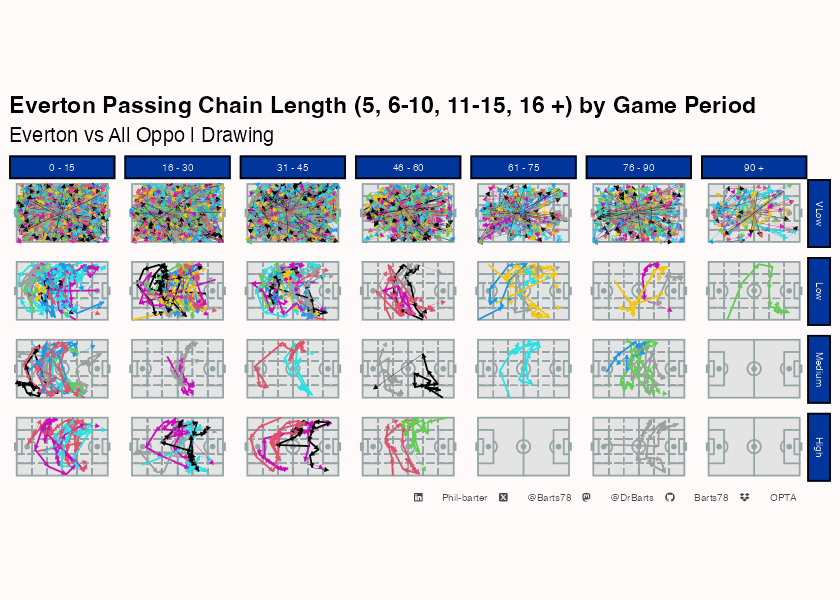 Everton Passing Chain Length (5, 6-10, 11-15, 16 +) by Game Period
Everton vs All Oppo | Drawing
0 - 15 16 - 30 31 - 45 46 - 60 61 - 75 76 - 90 90 +
VLow
Low
Medium
High
Phil-barter @Barts78 @DrBarts Barts78 OPTA